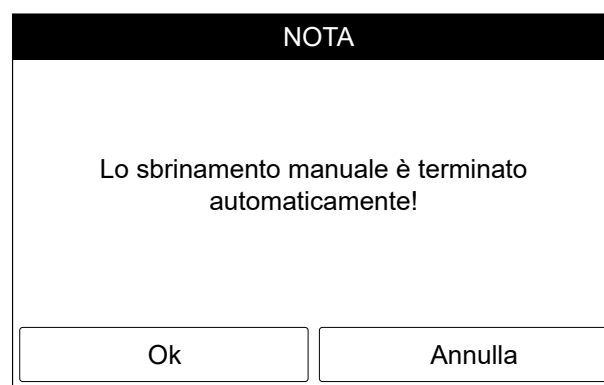 NOTA
Lo sbrinamento manuale è terminato
automaticamente!
Ok
Annulla